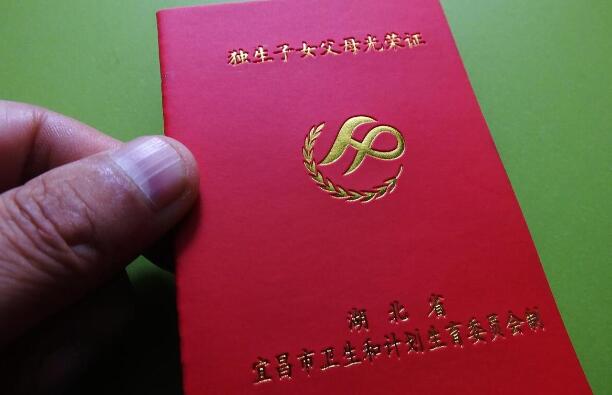 独生子女父母光荣证
湖北省
宜昌市卫生和计划生育委员会制